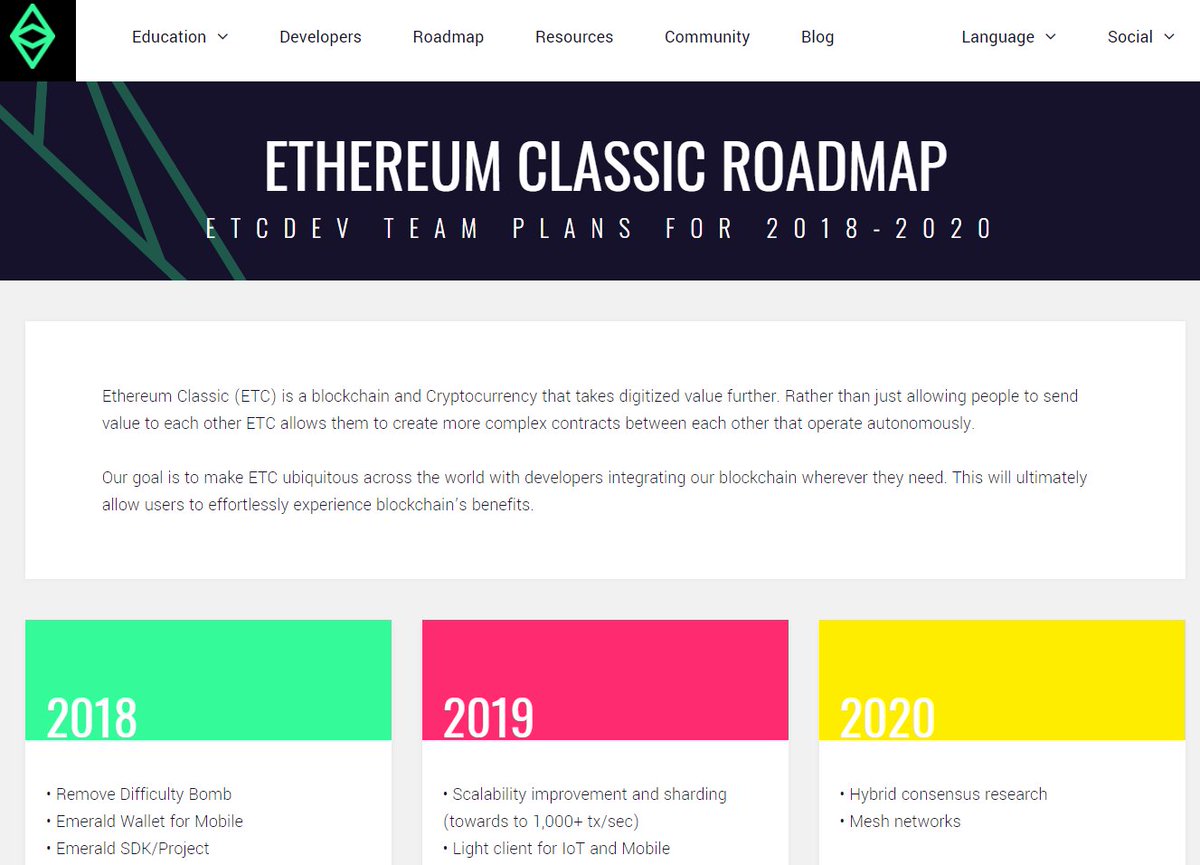 Education Developers Roadmap Resources Community Blog Language Social
ETHEREUM CLASSIC ROADMAP
ETCDEV TEAM PLANS FOR 2018-2020
Ethereum Classic (ETC) is a blockchain and Cryptocurrency that takes digitized value further. Rather than just allowing people to send
value to each other ETC allows them to create more complex contracts between each other that operate autonomously.
Our goal is to make ETC ubiquitous across the world with developers integrating our blockchain wherever they need. This will ultimately
allow users to effortlessly experience blockchain's benefits.
2018
• Remove Difficulty Bomb
• Emerald Wallet for Mobile
• Emerald SDK/Project
2019
• Scalability improvement and sharding
(towards to 1,000+ tx/sec)
• Light client for IoT and Mobile
2020
• Hybrid consensus research
• Mesh networks